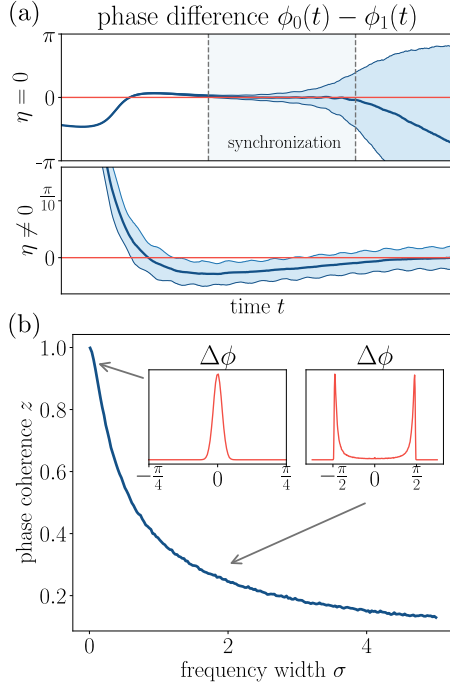 (a) phase difference ϕ₀(t) − ϕ₁(t)
π
η = 0
0
synchronization
-π
η ≠ 0
π/10
0
time t
(b)
phase coherence z
1.0
0.8
0.6
0.4
0.2
Δϕ
−π/4 0 π/4
Δϕ
−π/2 0 π/2
0 2 4
frequency width σ